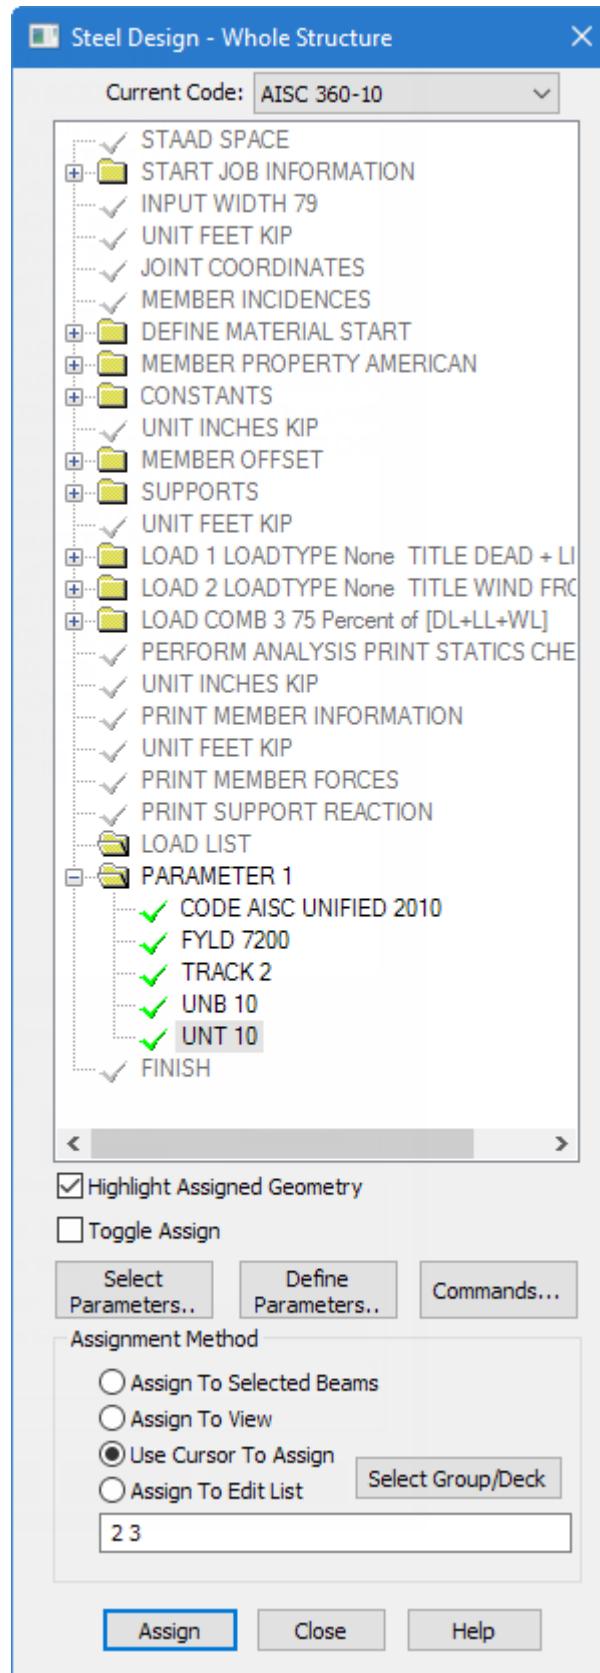 Steel Design - Whole Structure
Current Code: AISC 360-10
STAAD SPACE
START JOB INFORMATION
INPUT WIDTH 79
UNIT FEET KIP
JOINT COORDINATES
MEMBER INCIDENCES
DEFINE MATERIAL START
MEMBER PROPERTY AMERICAN
CONSTANTS
UNIT INCHES KIP
MEMBER OFFSET
SUPPORTS
UNIT FEET KIP
LOAD 1 LOADTYPE None TITLE DEAD + LI
LOAD 2 LOADTYPE None TITLE WIND FRO
LOAD COMB 3 75 Percent of [DL+LL+WL]
PERFORM ANALYSIS PRINT STATICS CHE
UNIT INCHES KIP
PRINT MEMBER INFORMATION
UNIT FEET KIP
PRINT MEMBER FORCES
PRINT SUPPORT REACTION
LOAD LIST
PARAMETER 1
CODE AISC UNIFIED 2010
FYLD 7200
TRACK 2
UNB 10
UNT 10
FINISH
Highlight Assigned Geometry
Toggle Assign
Select Parameters..
Define Parameters..
Commands...
Assignment Method
Assign To Selected Beams
Assign To View
Use Cursor To Assign
Assign To Edit List
Select Group/Deck
2 3
Assign Close Help